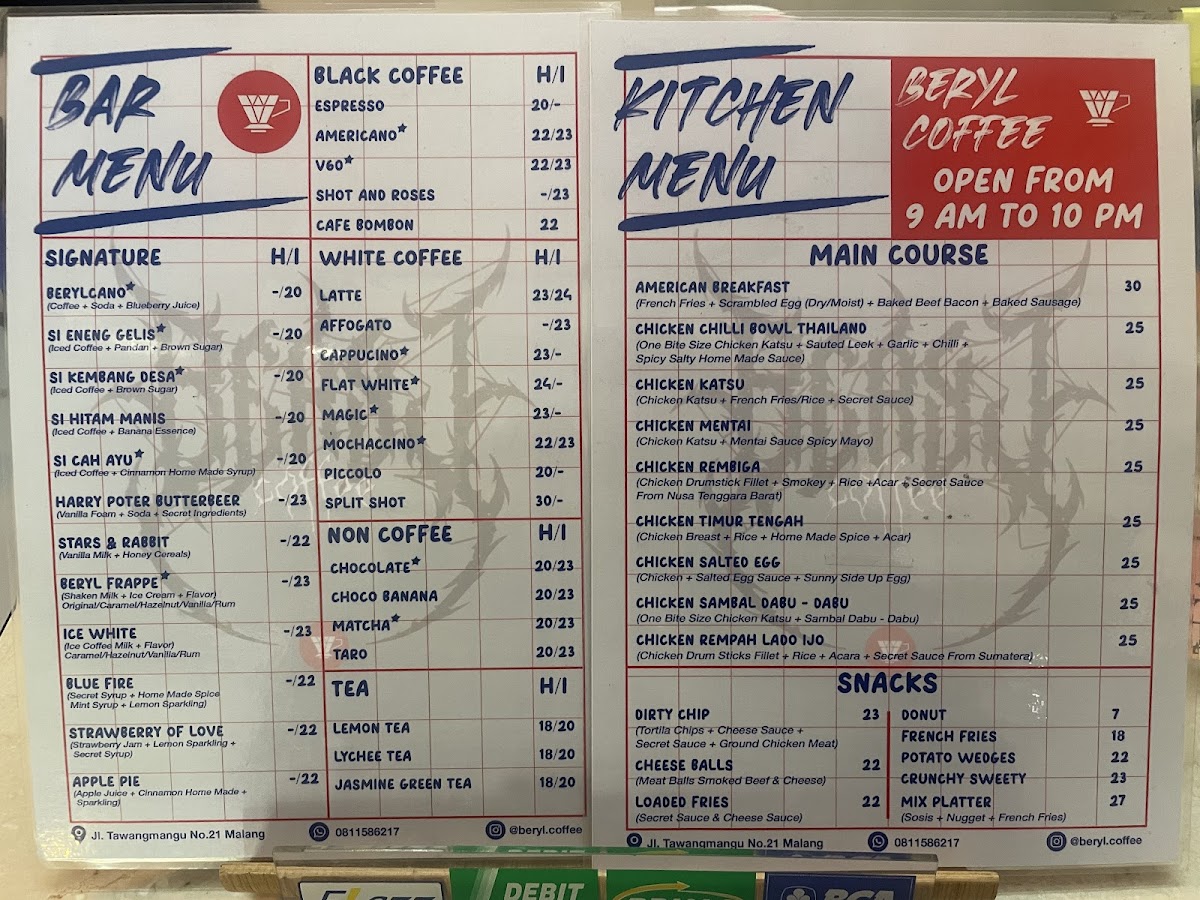 BAR
MENU
SIGNATURE H/I
BERYLCANO★ -/20
(Coffee + Soda + Blueberry Juice)
SI ENENG GELIS★ -/20
(Iced Coffee + Pandan + Brown Sugar)
SI KEMBANG DESA★ -/20
(Iced Coffee + Brown Sugar)
SI HITAM MANIS -/20
(Iced Coffee + Banana Essence)
SI CAH AYU★ -/20
(Iced Coffee + Cinnamon Home Made Syrup)
HARRY POTER BUTTERBEER -/23
(Vanilla Foam + Soda + Secret Ingredients)
STARS & RABBIT -/22
(Vanilla Milk + Honey Cereals)
BERYL FRAPPE★ -/23
(Shaken Milk + Ice Cream + Flavor)
Original/Caramel/Hazelnut/Vanilla/Rum
ICE WHITE -/23
(Ice Coffee Milk + Flavor)
Caramel/Hazelnut/Vanilla/Rum
BLUE FIRE -/22
(Secret Syrup + Home Made Spice
Mint Syrup + Lemon Sparkling)
STRAWBERRY OF LOVE -/22
(Strawberry Jam + Lemon Sparkling +
Secret Syrup)
APPLE PIE -/22
(Apple Juice + Cinnamon Home Made +
Sparkling)
BLACK COFFEE H/I
ESPRESSO 20/-
AMERICANO★ 22/23
V60★ 22/23
SHOT AND ROSES -/23
CAFE BOMBON 22
WHITE COFFEE H/I
LATTE 23/24
AFFOGATO -/23
CAPPUCINO★ 23/-
FLAT WHITE★ 24/-
MAGIC★ 23/-
MOCHACCINO★ 22/23
PICCOLO 20/-
SPLIT SHOT 30/-
NON COFFEE H/I
CHOCOLATE★ 20/23
CHOCO BANANA 20/23
MATCHA★ 20/23
TARO 20/23
TEA H/I
LEMON TEA 18/20
LYCHEE TEA 18/20
JASMINE GREEN TEA 18/20
Jl. Tawangmangu No.21 Malang 0811586217 @beryl.coffee
KITCHEN
MENU
BERYL
COFFEE
OPEN FROM
9 AM TO 10 PM
MAIN COURSE
AMERICAN BREAKFAST 30
(French Fries + Scrambled Egg (Dry/Moist) + Baked Beef Bacon + Baked Sausage)
CHICKEN CHILLI BOWL THAILAND 25
(One Bite Size Chicken Katsu + Sauted Leek + Garlic + Chilli +
Spicy Salty Home Made Sauce)
CHICKEN KATSU 25
(Chicken Katsu + French Fries/Rice + Secret Sauce)
CHICKEN MENTAI 25
(Chicken Katsu + Mentai Sauce Spicy Mayo)
CHICKEN REMBIGA 25
(Chicken Drumstick Fillet + Smokey + Rice +Acar + Secret Sauce
From Nusa Tenggara Barat)
CHICKEN TIMUR TENGAH 25
(Chicken Breast + Rice + Home Made Spice + Acar)
CHICKEN SALTED EGG 25
(Chicken + Salted Egg Sauce + Sunny Side Up Egg)
CHICKEN SAMBAL DABU - DABU 25
(One Bite Size Chicken Katsu + Sambal Dabu - Dabu)
CHICKEN REMPAH LADO IJO 25
(Chicken Drum Sticks Fillet + Rice + Acara + Secret Sauce From Sumatera)
SNACKS
DIRTY CHIP 23
(Tortila Chips + Cheese Sauce +
Secret Sauce + Ground Chicken Meat)
CHEESE BALLS 22
(Meat Balls Smoked Beef & Cheese)
LOADED FRIES 22
(Secret Sauce & Cheese Sauce)
DONUT 7
FRENCH FRIES 18
POTATO WEDGES 22
CRUNCHY SWEETY 23
MIX PLATTER 27
(Sosis + Nugget + French Fries)
Jl. Tawangmangu No.21 Malang 0811586217 @beryl.coffee
DEBIT
BCA